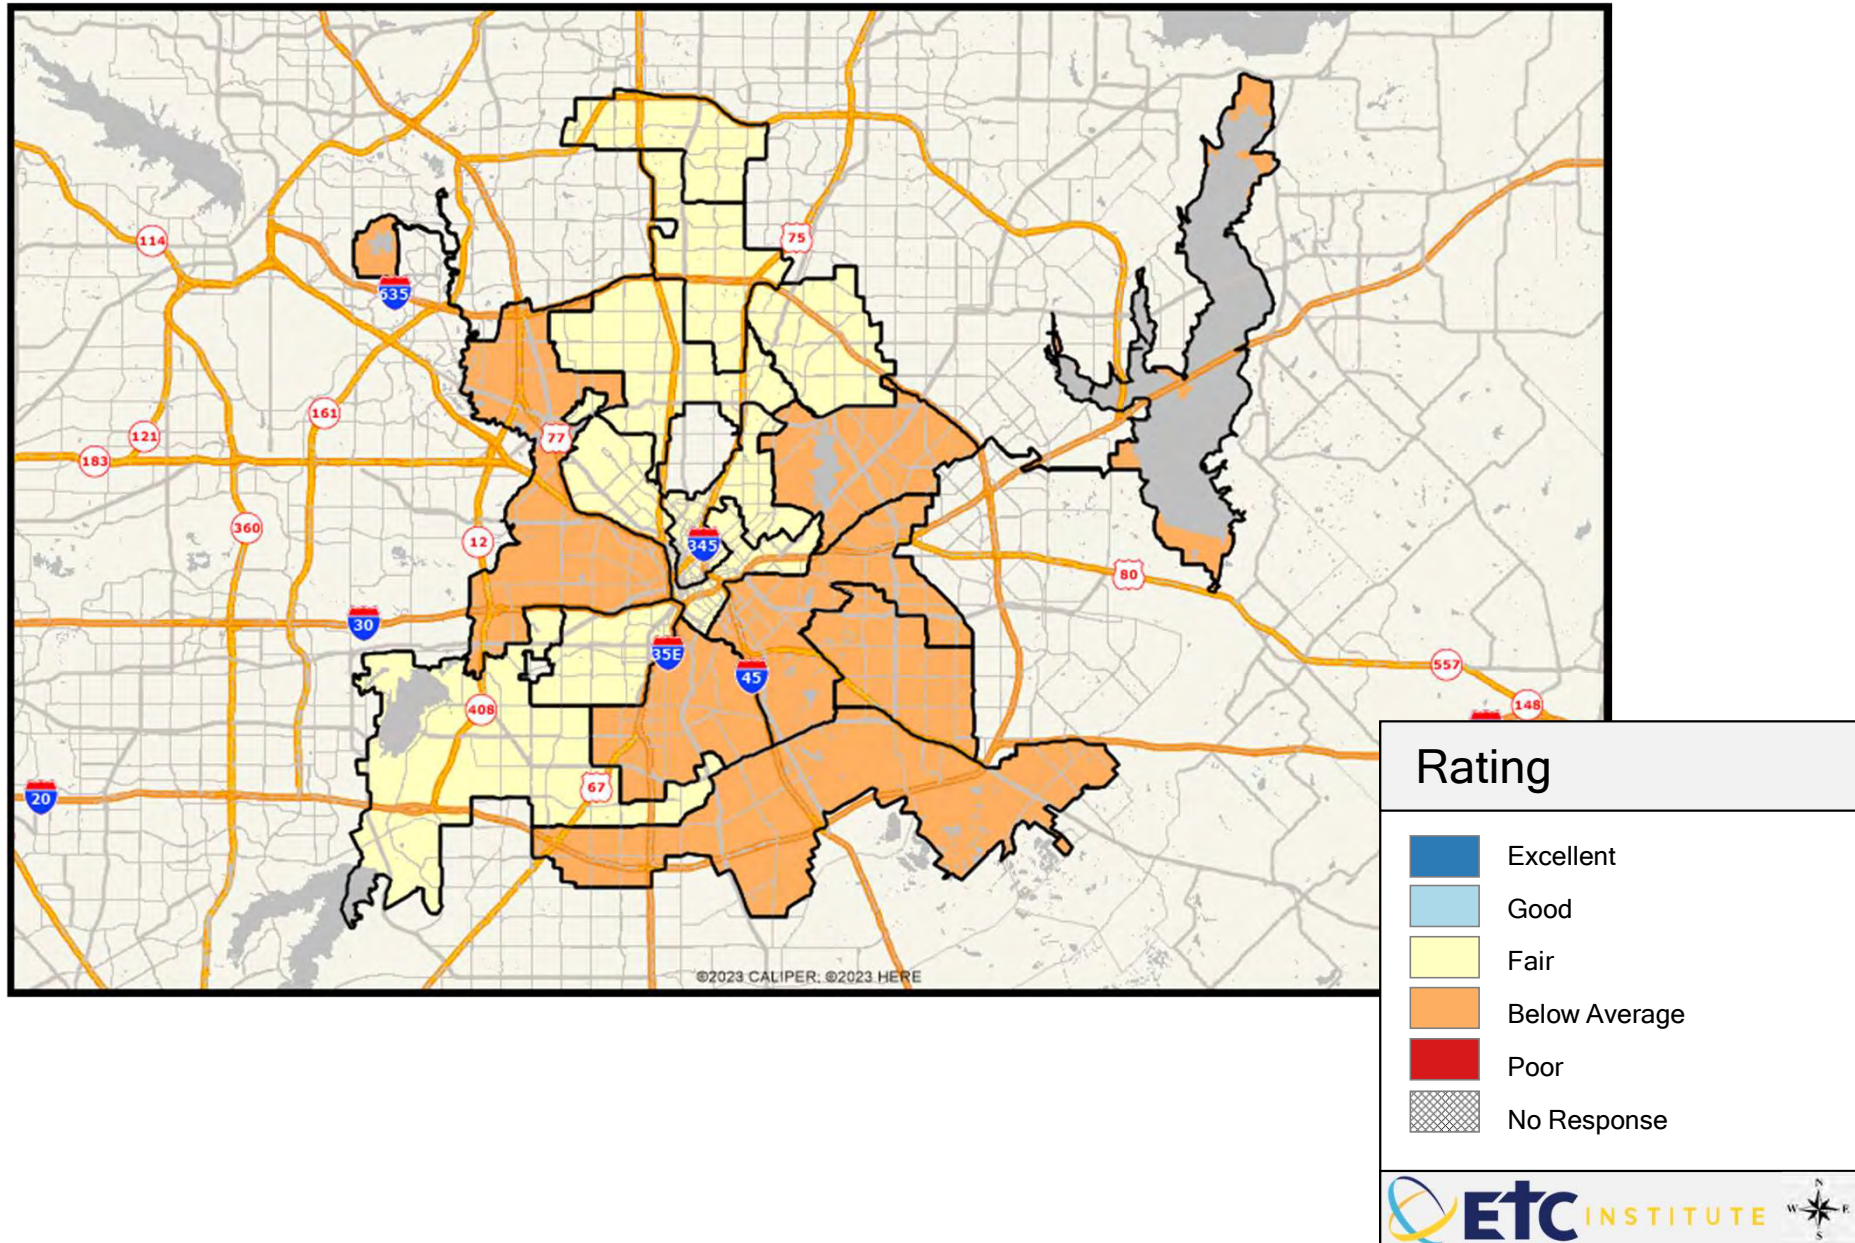 114
75
635
161
121
77
183
360
12
345
80
30
35E
45
557
408
148
67
20
©2023 CALIPER; ©2023 HERE
Rating
Excellent
Good
Fair
Below Average
Poor
No Response
ETC INSTITUTE
N
W E
S